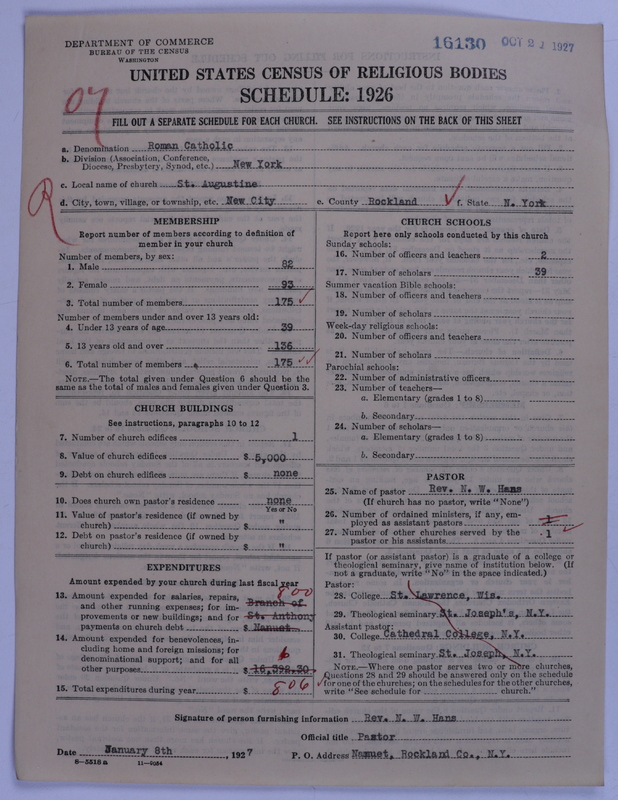 DEPARTMENT OF COMMERCE
BUREAU OF THE CENSUS
WASHINGTON
16130 OCT 2 1927
UNITED STATES CENSUS OF RELIGIOUS BODIES
SCHEDULE: 1926
07
FILL OUT A SEPARATE SCHEDULE FOR EACH CHURCH. SEE INSTRUCTIONS ON THE BACK OF THIS SHEET
a. Denomination Roman Catholic
b. Division (Association, Conference, Diocese, Presbytery, Synod, etc.) New York
c. Local name of church St. Augustine
R
d. City, town, village, or township, etc. New City e. County Rockland f. State N. York
MEMBERSHIP
Report number of members according to definition of
member in your church
Number of members, by sex:
1. Male 82
2. Female 93
3. Total number of members 175
Number of members under and over 13 years old:
4. Under 13 years of age 39
5. 13 years old and over 136
6. Total number of members 175
NOTE.—The total given under Question 6 should be the
same as the total of males and females given under Question 3.
CHURCH BUILDINGS
See instructions, paragraphs 10 to 12
7. Number of church edifices 1
8. Value of church edifices $ 5,000
9. Debt on church edifices $ none
10. Does church own pastor's residence none
Yes or No
11. Value of pastor's residence (if owned by
church) $ "
12. Debt on pastor's residence (if owned by
church) $ "
EXPENDITURES
Amount expended by your church during last fiscal year
800
13. Amount expended for salaries, repairs, Branch of
and other running expenses; for im- St. Anthony
provements or new buildings; and for
payments on church debt $ Nanuet
14. Amount expended for benevolences, in-
cluding home and foreign missions; for 6
denominational support; and for all
other purposes $ 16,392.30
15. Total expenditures during year $ 806
CHURCH SCHOOLS
Report here only schools conducted by this church
Sunday schools:
16. Number of officers and teachers 2
17. Number of scholars 39
Summer vacation Bible schools:
18. Number of officers and teachers
19. Number of scholars
Week-day religious schools:
20. Number of officers and teachers
21. Number of scholars
Parochial schools:
22. Number of administrative officers
23. Number of teachers—
a. Elementary (grades 1 to 8)
b. Secondary
24. Number of scholars—
a. Elementary (grades 1 to 8)
b. Secondary
PASTOR
25. Name of pastor Rev. N. W. Hans
(If church has no pastor, write "None")
26. Number of ordained ministers, if any, em-
ployed as assistant pastors 1
27. Number of other churches served by the
pastor or his assistants 1
If pastor (or assistant pastor) is a graduate of a college or
theological seminary, give name of institution below. (If
not a graduate, write "No" in the space indicated.)
Pastor:
28. College St. Lawrence, Wis.
29. Theological seminary St. Joseph's, N.Y.
Assistant pastor:
30. College Cathedral College, N.Y.
31. Theological seminary St. Joseph, N.Y.
NOTE.—Where one pastor serves two or more churches,
Questions 28 and 29 should be answered only on the schedule
for one of the churches; on the schedules for the other churches,
write "See schedule for church."
Signature of person furnishing information Rev. N. W. Hans
Official title Pastor
Date January 8th, 1927 P. O. Address Nanuet, Rockland Co., N.Y.
8—5518a 11—9034